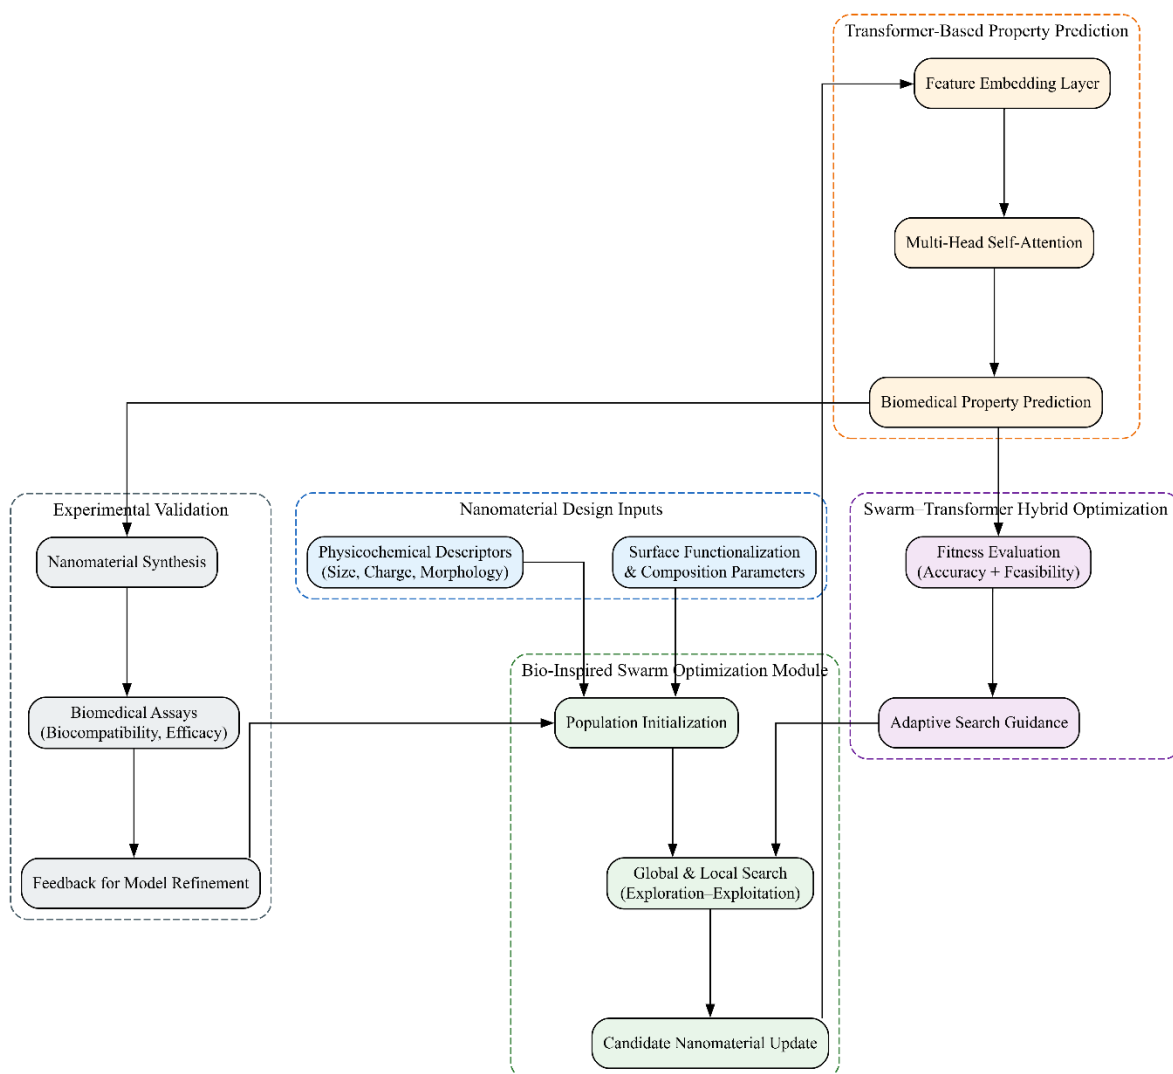 Transformer-Based Property Prediction
Feature Embedding Layer
Multi-Head Self-Attention
Biomedical Property Prediction
Experimental Validation
Nanomaterial Synthesis
Biomedical Assays
(Biocompatibility, Efficacy)
Feedback for Model Refinement
Nanomaterial Design Inputs
Physicochemical Descriptors
(Size, Charge, Morphology)
Surface Functionalization
& Composition Parameters
Swarm–Transformer Hybrid Optimization
Fitness Evaluation
(Accuracy + Feasibility)
Adaptive Search Guidance
Bio-Inspired Swarm Optimization Module
Population Initialization
Global & Local Search
(Exploration–Exploitation)
Candidate Nanomaterial Update